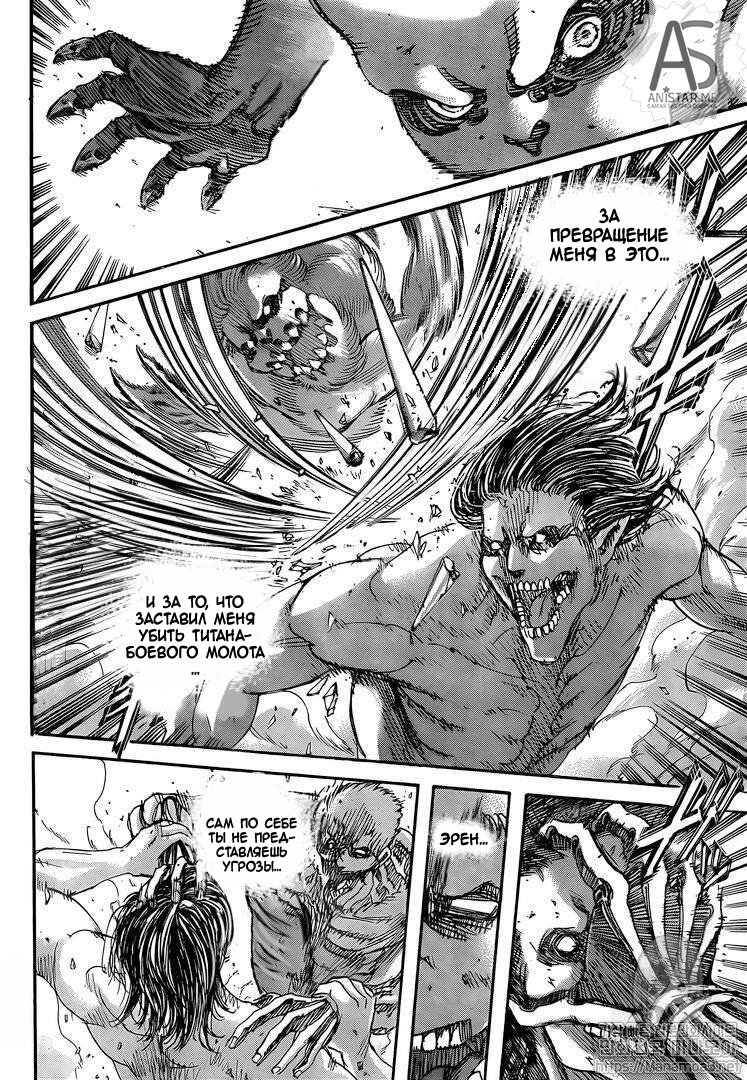 AS
ANISTAR.ME
ЗА
ПРЕВРАЩЕНИЕ
МЕНЯ В ЭТО...
И ЗА ТО, ЧТО
ЗАСТАВИЛ МЕНЯ
УБИТЬ ТИТАНА-
БОЕВОГО МОЛОТА
...
САМ ПО СЕБЕ
ТЫ НЕ ПРЕД-
СТАВЛЯЕШЬ
УГРОЗЫ...
ЭРЕН...